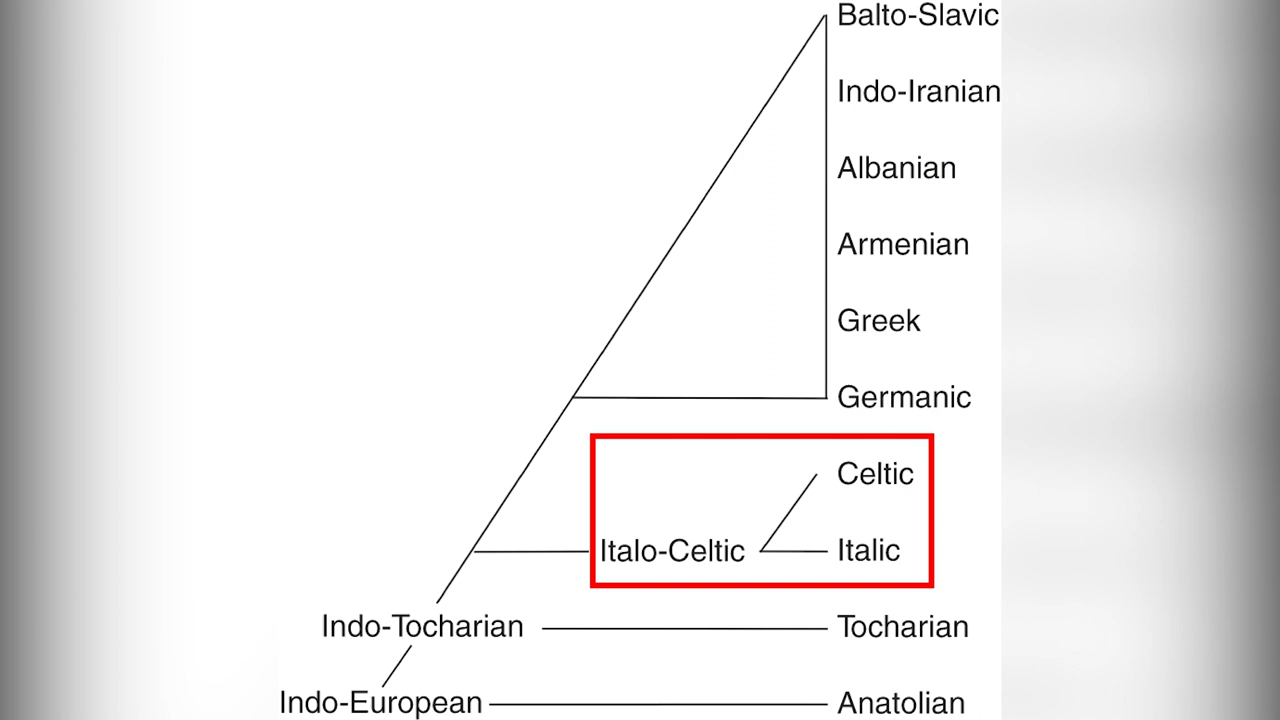 Balto-Slavic
Indo-Iranian
Albanian
Armenian
Greek
Germanic
Celtic
Italo-Celtic Italic
Indo-Tocharian Tocharian
Indo-European Anatolian